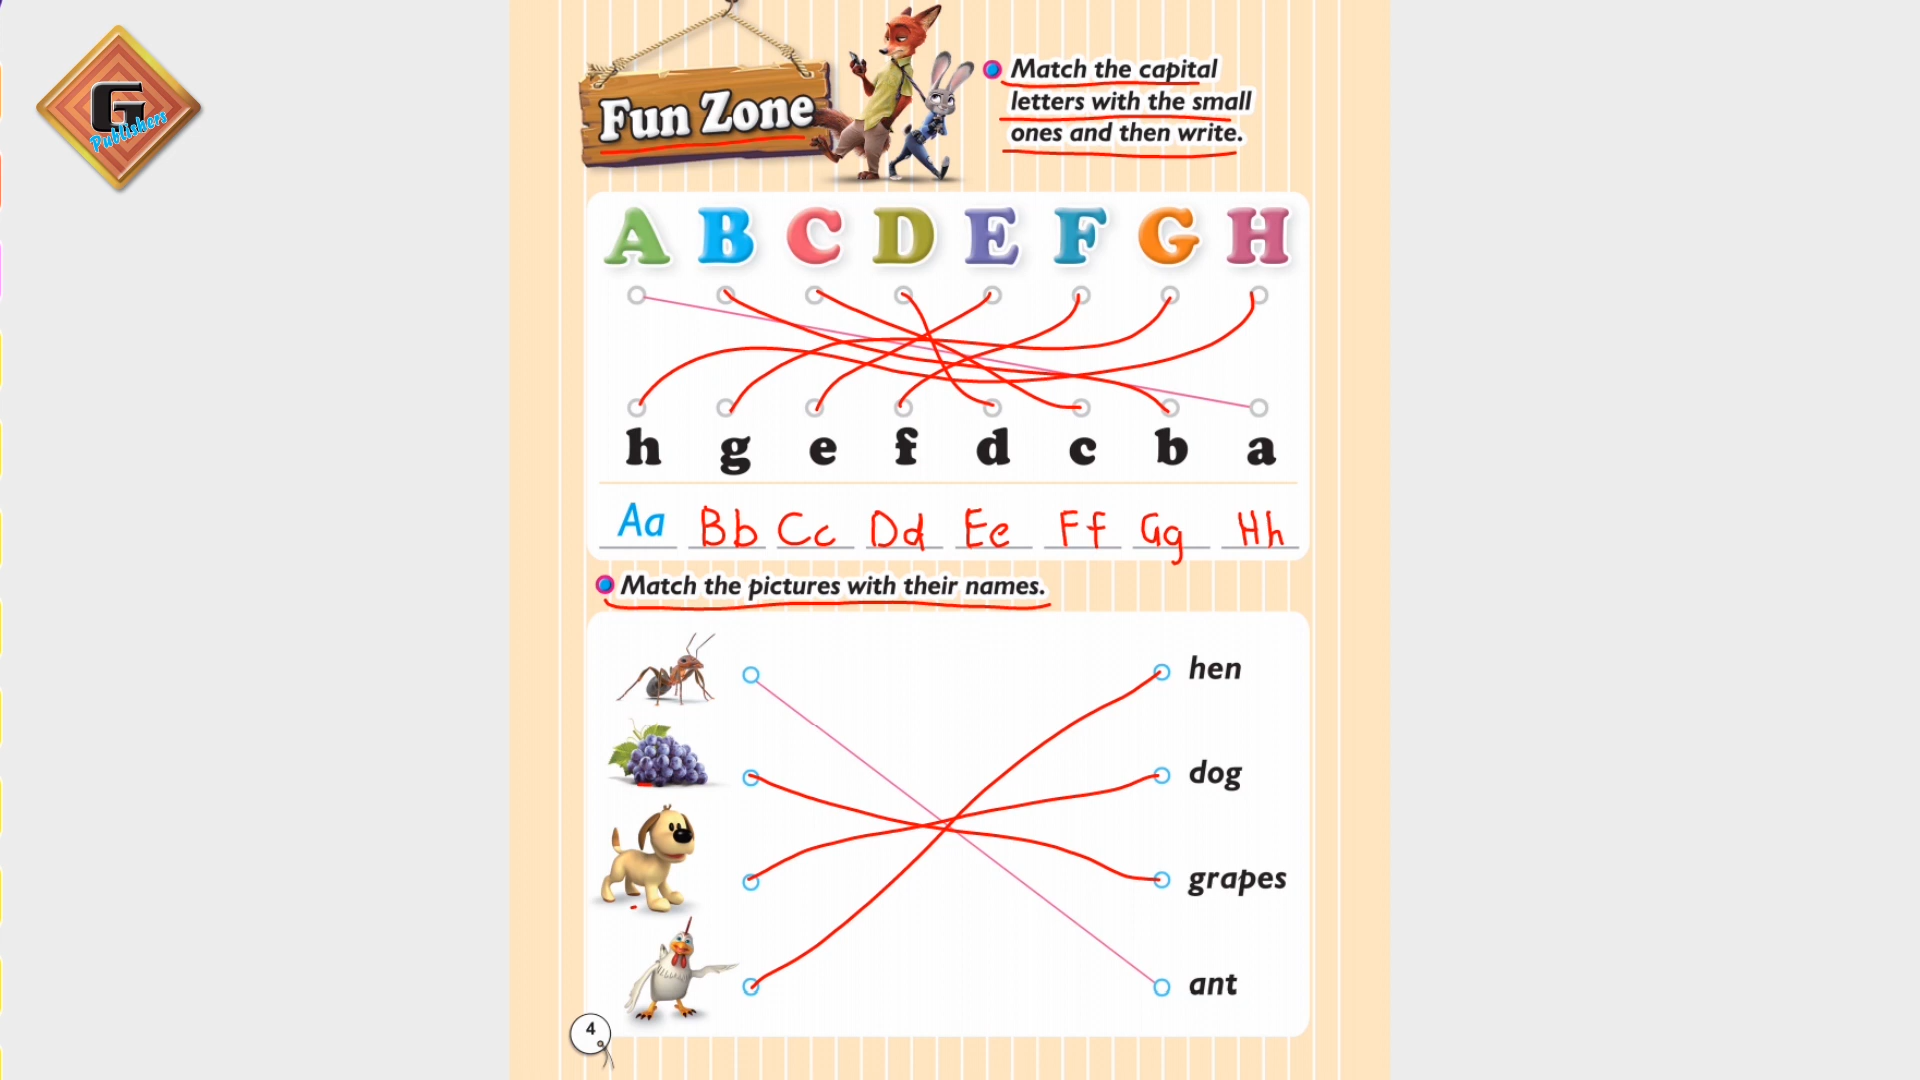 G
Publishers
Fun Zone
Match the capital
letters with the small
ones and then write.
A B C D E F G H
h g e f d c b a
Aa Bb Cc Dd Ee Ff Gg Hh
Match the pictures with their names.
hen
dog
grapes
ant
4